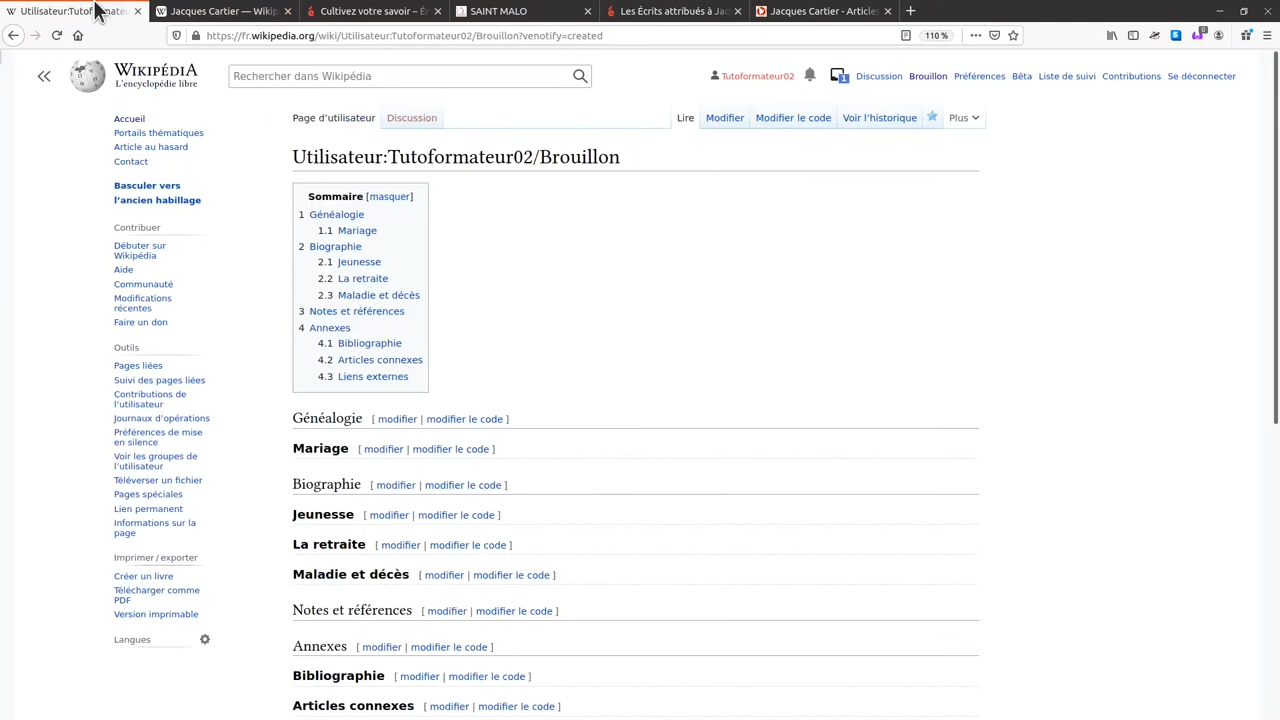 Utilisateur:Tutoformate
Jacques Cartier — Wikip
Cultivez votre savoir – É
SAINT MALO
Les Écrits attribués à Jac
Jacques Cartier - Articles
https://fr.wikipedia.org/wiki/Utilisateur:Tutoformateur02/Brouillon?venotify=created
110 %
WIKIPÉDIA
L'encyclopédie libre
Rechercher dans Wikipédia
Tutoformateur02
1
Discussion
Brouillon
Préférences
Bêta
Liste de suivi
Contributions
Se déconnecter
Page d'utilisateur
Discussion
Lire
Modifier
Modifier le code
Voir l'historique
Plus
Accueil
Portails thématiques
Article au hasard
Contact
Basculer vers
l'ancien habillage
Contribuer
Débuter sur
Wikipédia
Aide
Communauté
Modifications
récentes
Faire un don
Outils
Pages liées
Suivi des pages liées
Contributions de
l'utilisateur
Journaux d'opérations
Préférences de mise
en silence
Voir les groupes de
l'utilisateur
Téléverser un fichier
Pages spéciales
Lien permanent
Informations sur la
page
Imprimer / exporter
Créer un livre
Télécharger comme
PDF
Version imprimable
Langues
Utilisateur:Tutoformateur02/Brouillon
Sommaire [masquer]
1 Généalogie
1.1 Mariage
2 Biographie
2.1 Jeunesse
2.2 La retraite
2.3 Maladie et décès
3 Notes et références
4 Annexes
4.1 Bibliographie
4.2 Articles connexes
4.3 Liens externes
Généalogie [ modifier | modifier le code ]
Mariage [ modifier | modifier le code ]
Biographie [ modifier | modifier le code ]
Jeunesse [ modifier | modifier le code ]
La retraite [ modifier | modifier le code ]
Maladie et décès [ modifier | modifier le code ]
Notes et références [ modifier | modifier le code ]
Annexes [ modifier | modifier le code ]
Bibliographie [ modifier | modifier le code ]
Articles connexes [ modifier | modifier le code ]